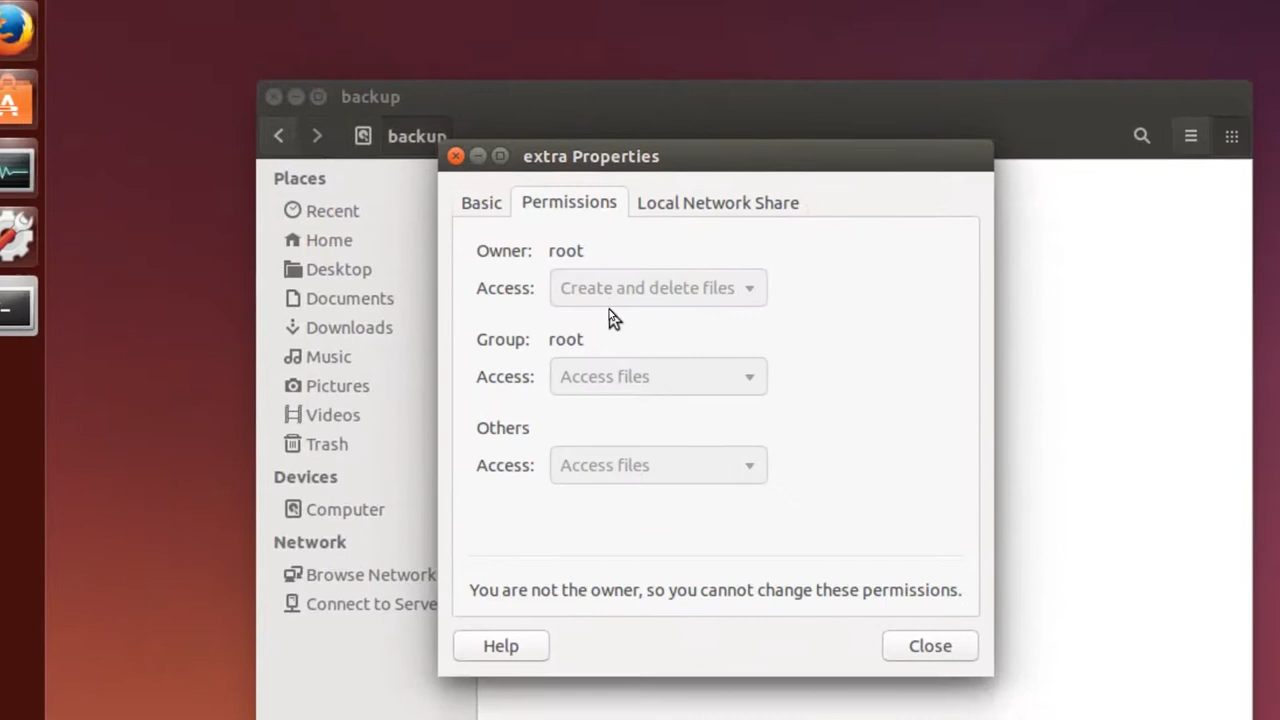 backup
backup
extra Properties
Places
Recent
Home
Desktop
Documents
Downloads
Music
Pictures
Videos
Trash
Devices
Computer
Network
Browse Network
Connect to Serve
Basic
Permissions
Local Network Share
Owner: root
Access: Create and delete files
Group: root
Access: Access files
Others
Access: Access files
You are not the owner, so you cannot change these permissions.
Help
Close